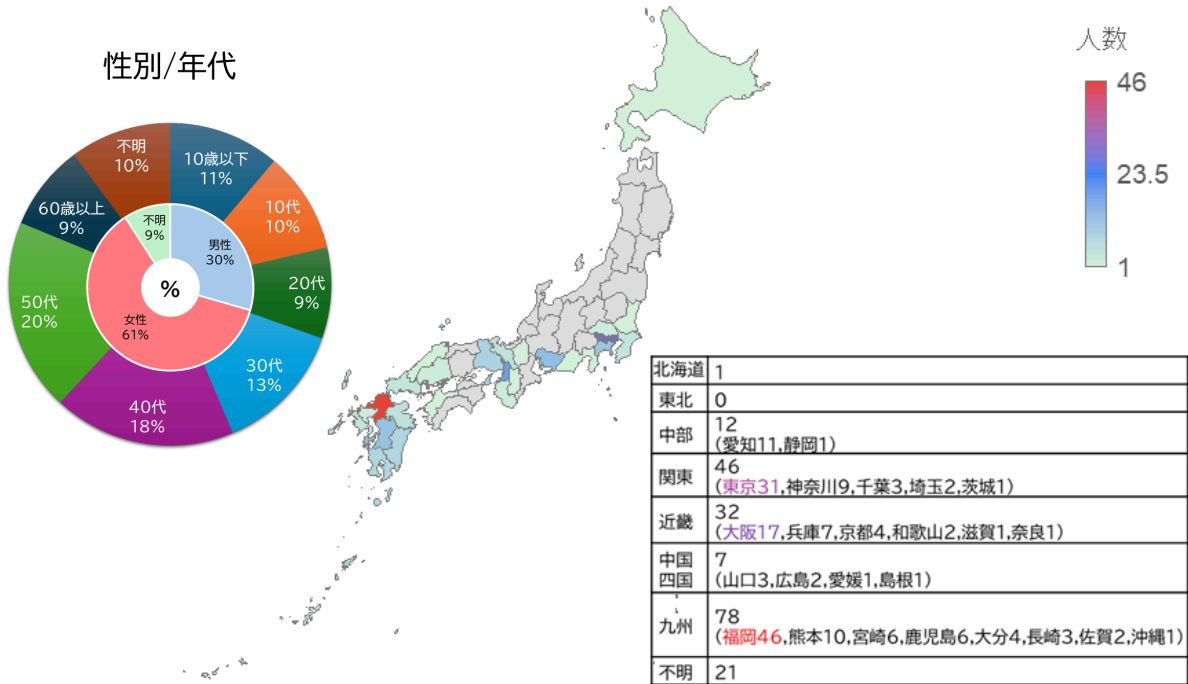 性別/年代
不明
10%
10歳以下
11%
10代
10%
20代
9%
30代
13%
40代
18%
50代
20%
60歳以上
9%
不明
9%
男性
30%
女性
61%
%
人数
46
23.5
1
北海道 1
東北 0
中部 12
(愛知11,静岡1)
関東 46
(東京31,神奈川9,千葉3,埼玉2,茨城1)
近畿 32
(大阪17,兵庫7,京都4,和歌山2,滋賀1,奈良1)
中国
四国 7
(山口3,広島2,愛媛1,島根1)
九州 78
(福岡46,熊本10,宮崎6,鹿児島6,大分4,長崎3,佐賀2,沖縄1)
不明 21